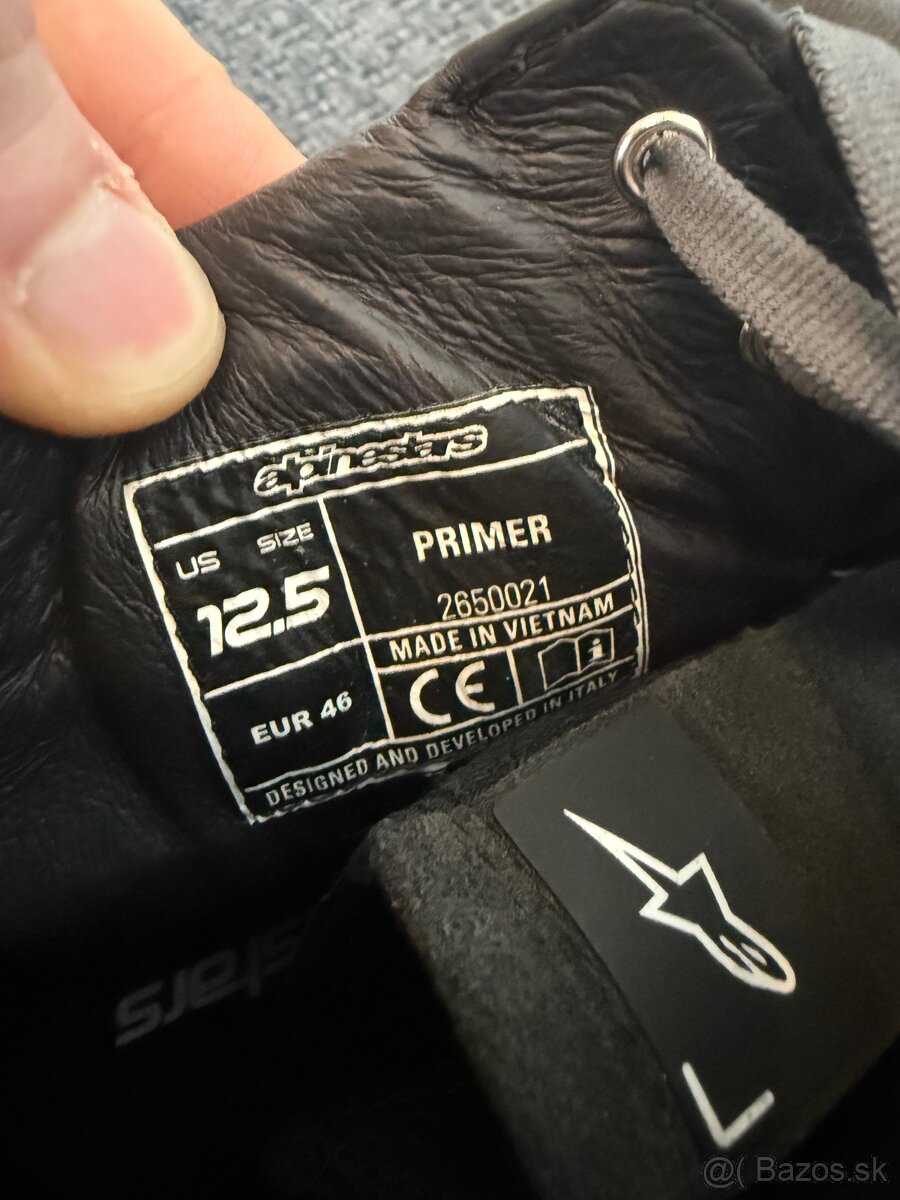 alpinestars
US SIZE
12.5
PRIMER
2650021
MADE IN VIETNAM
EUR 46
CE
i
DESIGNED AND DEVELOPED IN ITALY
stars
L
@( Bazos.sk